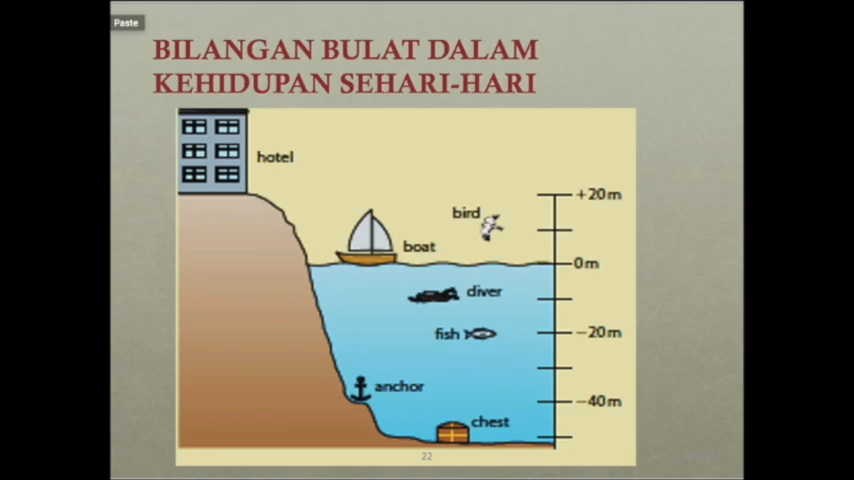 Paste
BILANGAN BULAT DALAM
KEHIDUPAN SEHARI-HARI
hotel
bird
boat
+20m
0m
diver
fish
−20m
anchor
−40m
chest
22